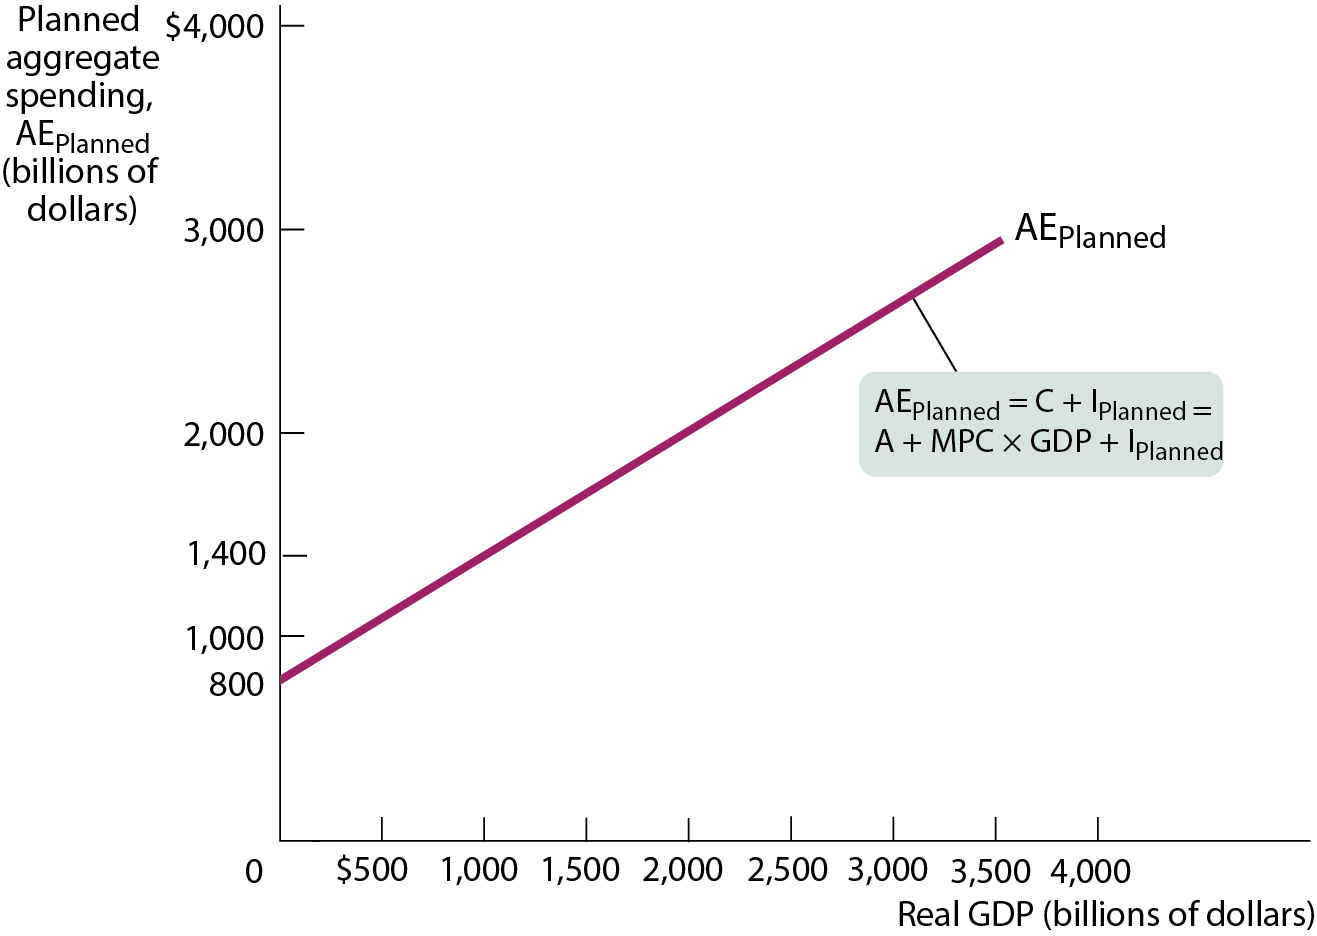 Planned
aggregate
spending,
AEPlanned
(billions of
dollars)
$4,000
3,000
2,000
1,400
1,000
800
AEPlanned
AEPlanned = C + IPlanned =
A + MPC × GDP + IPlanned
0
$500
1,000
1,500
2,000
2,500
3,000
3,500
4,000
Real GDP (billions of dollars)